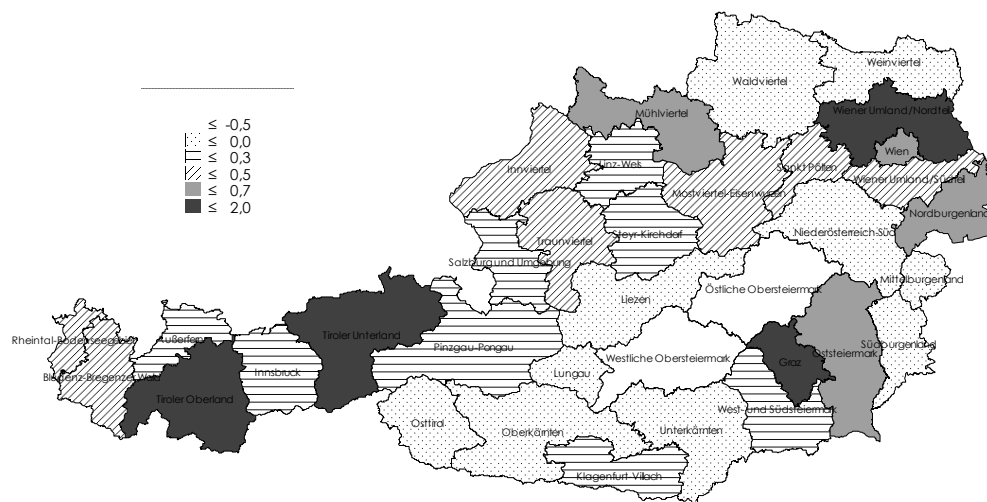 ≤ -0,5
≤ 0,0
≤ 0,3
≤ 0,5
≤ 0,7
≤ 2,0
Weinviertel
Waldviertel
Wiener Umland/Nordteil
Mühlviertel
Wien
Linz-Wels
Sankt Pölten
Innviertel
Wiener Umland/Südteil
Mostviertel-Eisenwurzen
Nordburgenland
Steyr-Kirchdorf
Niederösterreich-Süd
Traunviertel
Salzburg und Umgebung
Mittelburgenland
Östliche Obersteiermark
Liezen
Rheintal-Bodenseegebiet
Außerfern
Tiroler Unterland
Pinzgau-Pongau
Südburgenland
Oststeiermark
Westliche Obersteiermark
Graz
Bludenz-Bregenzer Wald
Innsbruck
Lungau
Tiroler Oberland
West- und Südsteiermark
Osttirol
Oberkärnten
Unterkärnten
Klagenfurt-Villach